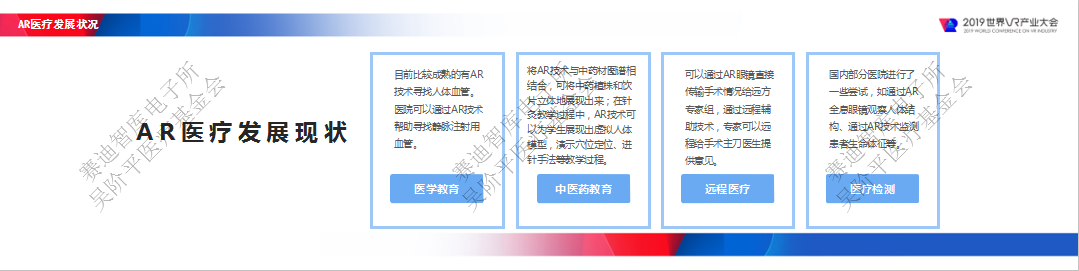 AR医疗发展状况
2019世界VR产业大会
2019 WORLD CONFERENCE ON VR INDUSTRY
AR医疗发展现状
目前比较成熟的有AR
技术寻找人体血管。
医院可以通过AR技术
帮助寻找静脉注射用
血管。
医学教育
将AR技术与中药材图谱相
结合，可将中药植株和饮
片立体地展现出来；在针
灸教学过程中，AR技术可
以为学生展现出虚拟人体
模型，演示穴位定位、进
针手法等教学过程。
中医药教育
可以通过AR眼镜直接
传输手术情况给远方
专家组，通过远程辅
助技术，专家可以远
程给手术主刀医生提
供意见。
远程医疗
国内部分医院进行了
一些尝试，如通过AR
全息眼镜观察人体结
构、通过AR技术监测
患者生命体征等。
医疗检测
赛迪智库电子所
吴阶平医疗基金会
赛迪智库电子所
吴阶平医疗基金会
赛迪智库电子所
吴阶平医疗基金会